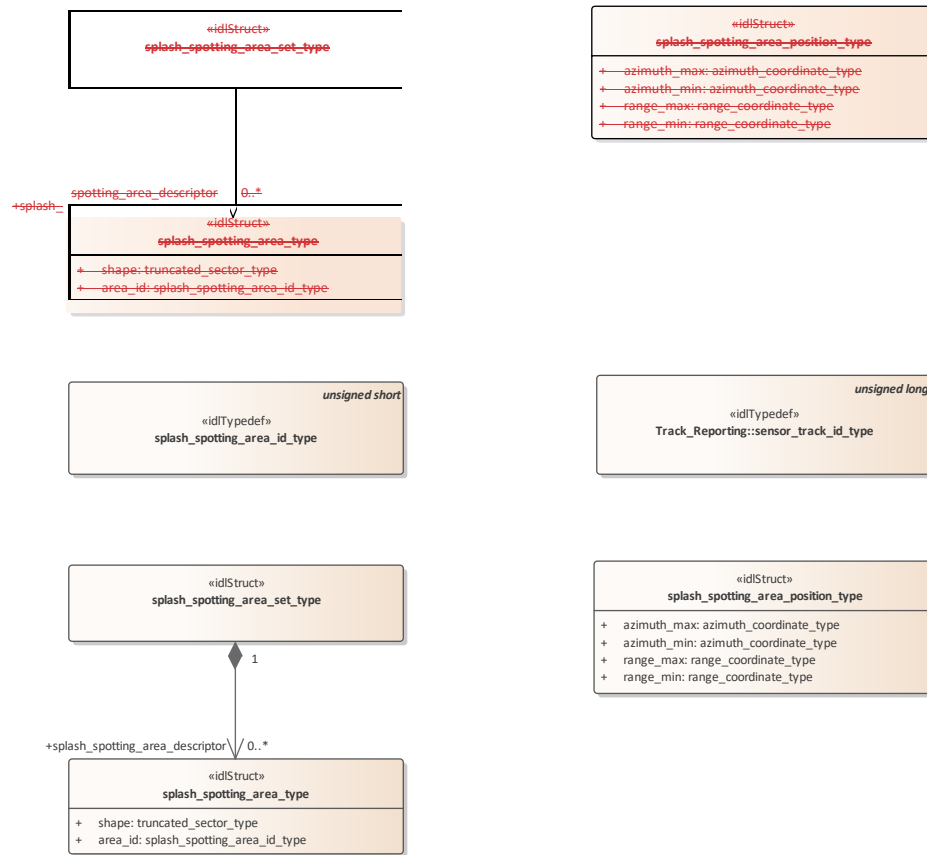 «idlStruct»
splash_spotting_area_set_type
«idlStruct»
splash_spotting_area_position_type
+ azimuth_max: azimuth_coordinate_type
+ azimuth_min: azimuth_coordinate_type
+ range_max: range_coordinate_type
+ range_min: range_coordinate_type
spotting_area_descriptor 0..*
+splash_
«idlStruct»
splash_spotting_area_type
+ shape: truncated_sector_type
+ area_id: splash_spotting_area_id_type
unsigned short
«idlTypedef»
splash_spotting_area_id_type
unsigned long
«idlTypedef»
Track_Reporting::sensor_track_id_type
«idlStruct»
splash_spotting_area_set_type
1
«idlStruct»
splash_spotting_area_position_type
+ azimuth_max: azimuth_coordinate_type
+ azimuth_min: azimuth_coordinate_type
+ range_max: range_coordinate_type
+ range_min: range_coordinate_type
+splash_spotting_area_descriptor 0..*
«idlStruct»
splash_spotting_area_type
+ shape: truncated_sector_type
+ area_id: splash_spotting_area_id_type